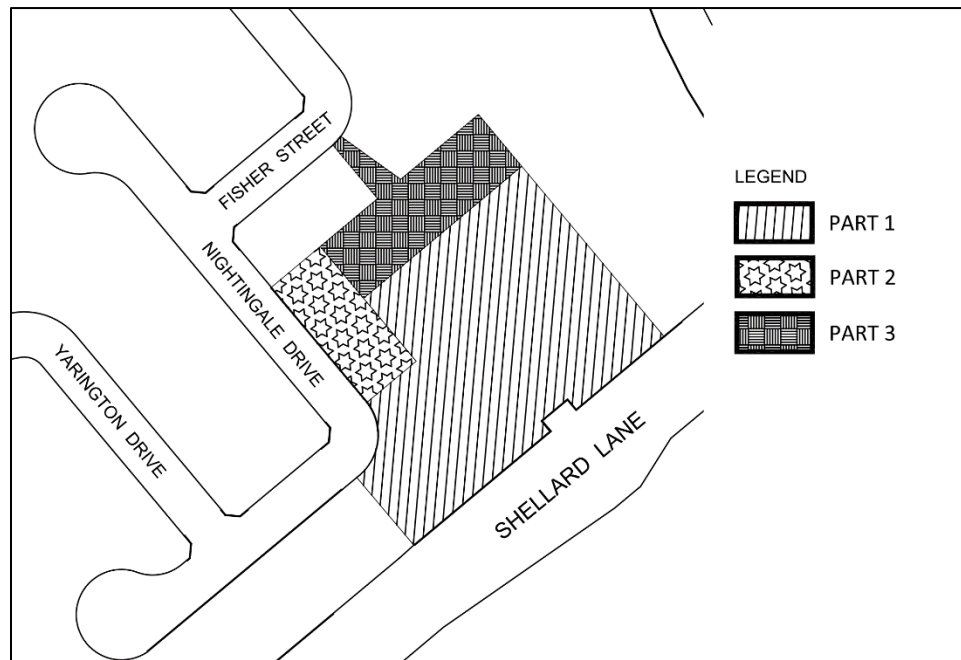 FISHER STREET
NIGHTINGALE DRIVE
YARINGTON DRIVE
SHELLARD LANE
LEGEND
PART 1
PART 2
PART 3